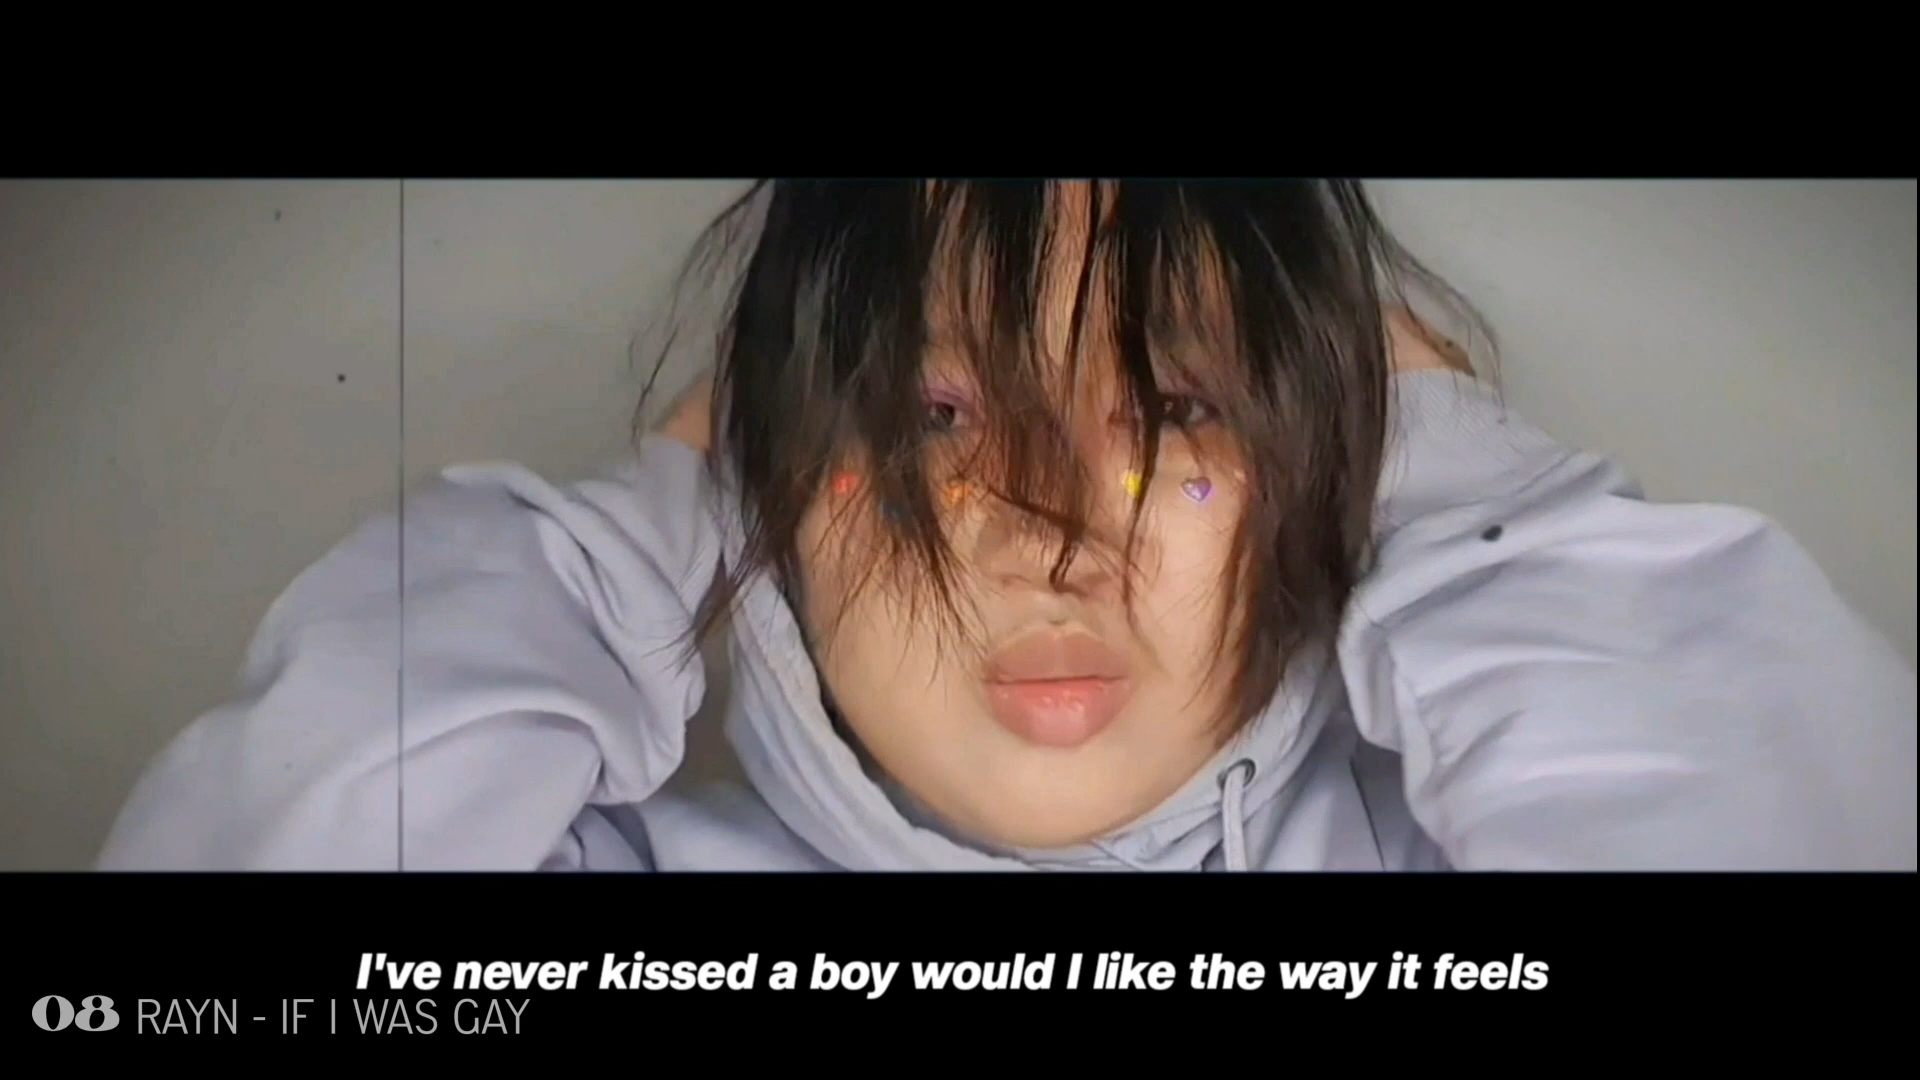 I've never kissed a boy would I like the way it feels
08 RAYN - IF I WAS GAY